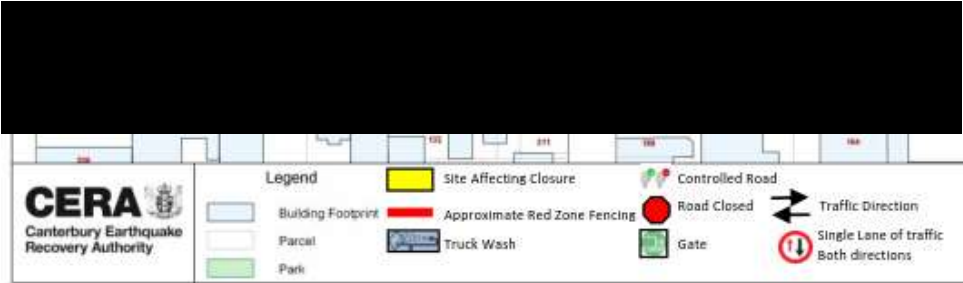 CERA
Canterbury Earthquake
Recovery Authority
Legend
Building Footprint
Parcel
Park
Site Affecting Closure
Approximate Red Zone Fencing
Truck Wash
Controlled Road
Road Closed
Gate
Traffic Direction
Single Lane of traffic
Both directions